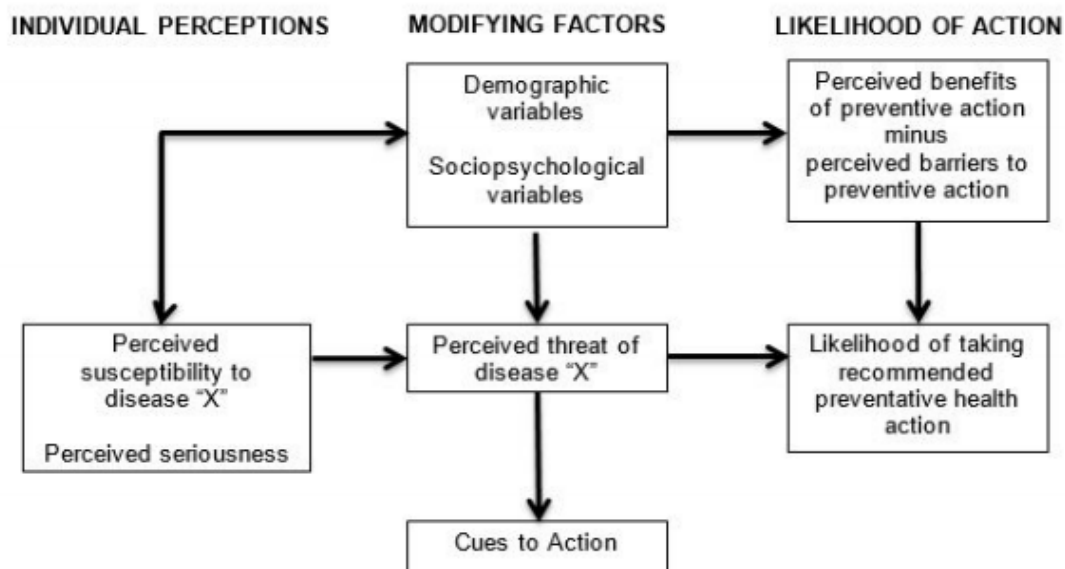 INDIVIDUAL PERCEPTIONS
MODIFYING FACTORS
LIKELIHOOD OF ACTION
Demographic
variables
Sociopsychological
variables
Perceived benefits
of preventive action
minus
perceived barriers to
preventive action
Perceived
susceptibility to
disease “X”
Perceived seriousness
Perceived threat of
disease “X”
Likelihood of taking
recommended
preventative health
action
Cues to Action